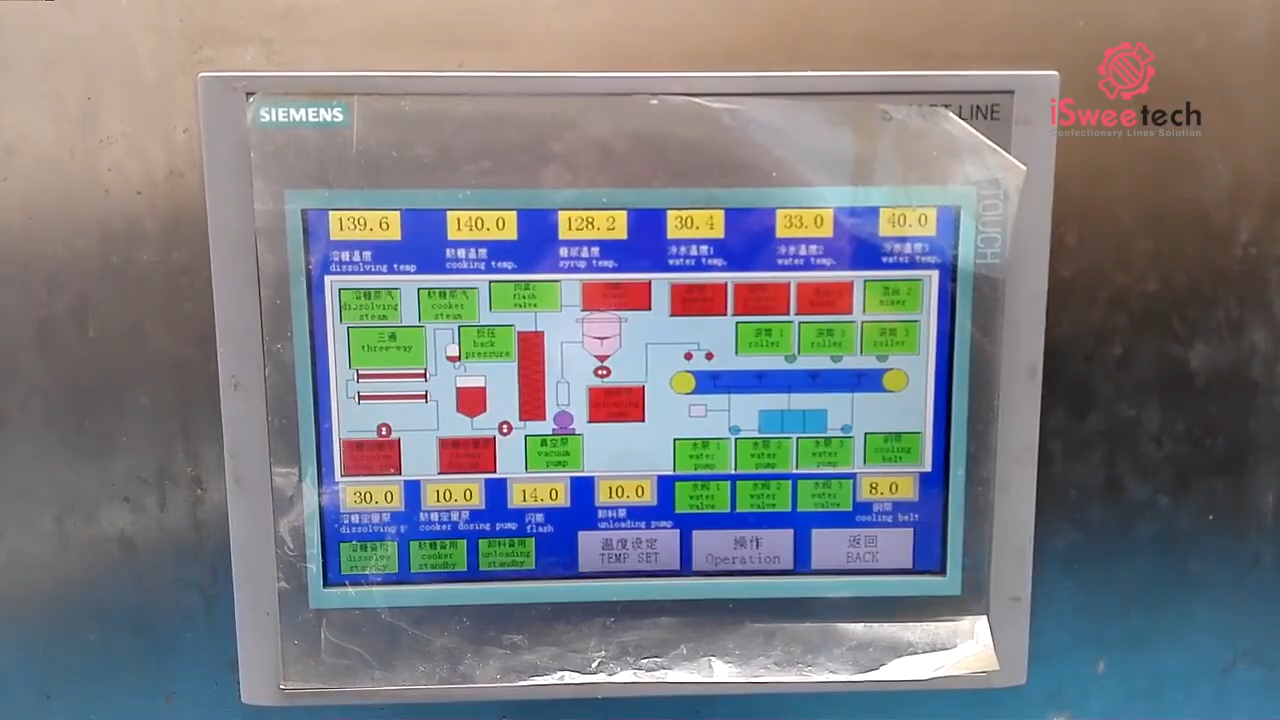 iSweetech
Confectionery Lines Solution
SIEMENS
SMART LINE
TOUCH
139.6
140.0
128.2
30.4
33.0
40.0
溶糖温度
熬糖温度
糖浆温度
冷水温度1
冷水温度2
冷水温度3
dissolving temp
cooking temp.
syrup temp.
water temp.
water temp.
water temp.
溶糖蒸汽
dissolving
steam
熬糖蒸汽
cooker
steam
flash
valve
三通
three-way
反压
back
pressure
滚筒 1
roller
滚筒 2
roller
滚筒 3
roller
unloading
dissolve
真空泵
vacuum
pump
水泵 1
water
pump
水泵 2
water
pump
水泵 3
water
pump
钢带
cooling
belt
30.0
10.0
14.0
10.0
水阀 1
water
valve
水阀 2
water
valve
水阀 3
water
valve
8.0
溶糖定量泵
dissolving p
熬糖定量泵
cooker dosing pump
闪蒸
flash
卸料泵
unloading pump
钢带
cooling belt
溶糖备用
dissolve
standby
熬糖备用
cooker
standby
卸料备用
unloading
standby
温度设定
TEMP SET
操作
Operation
返回
BACK